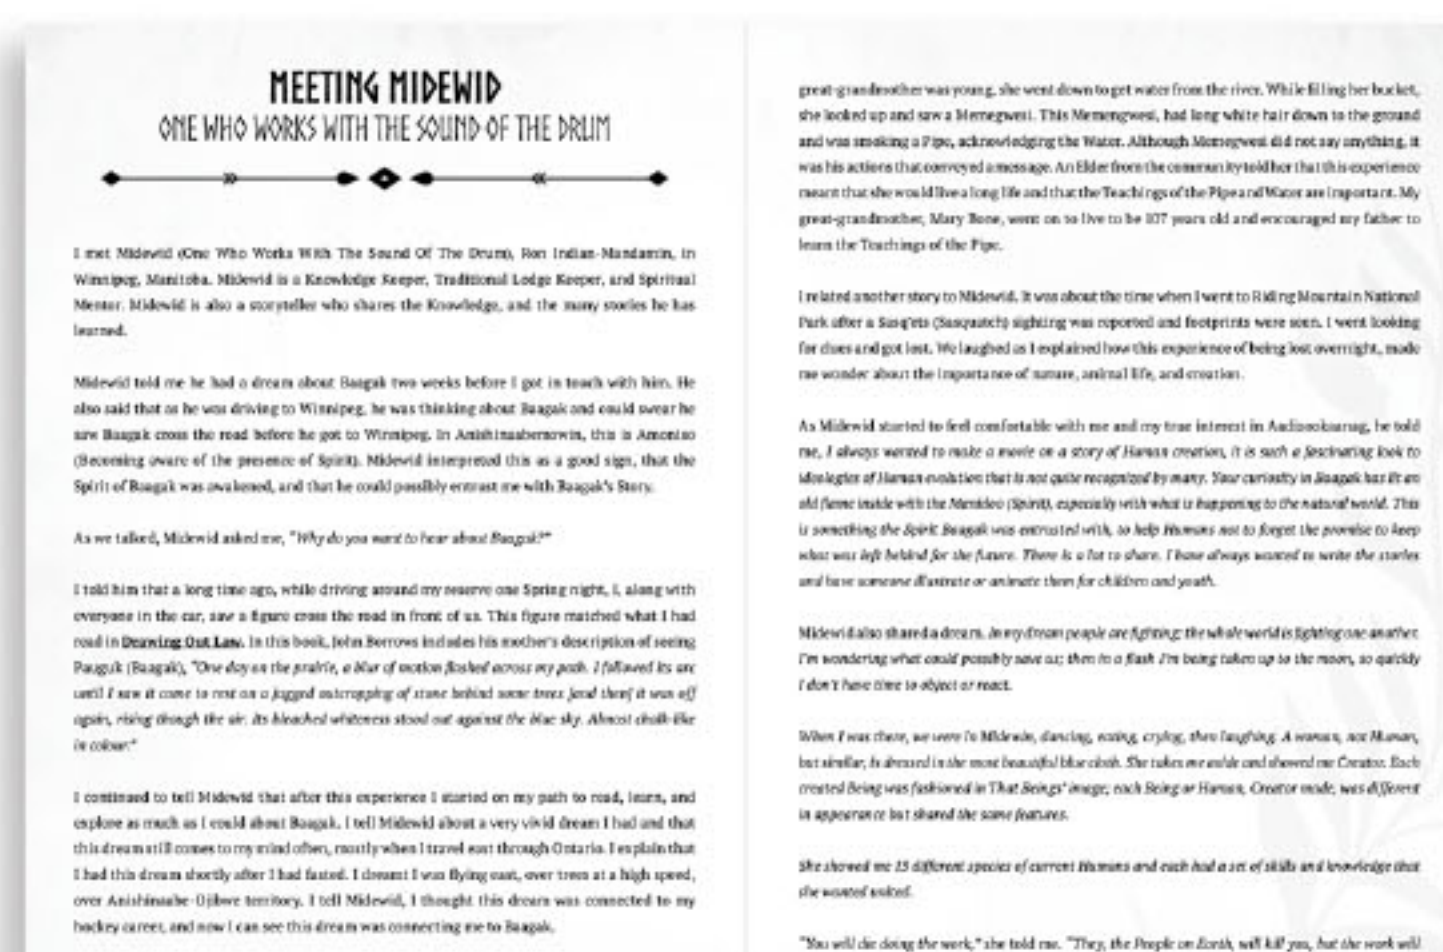 MEETING MIDEWID
ONE WHO WORKS WITH THE SOUND OF THE DRUM
I met Midewid (One Who Works With The Sound Of The Drum), Ron Indian-Mandamin, in
Winnipeg, Manitoba. Midewid is a Knowledge Keeper, Traditional Lodge Keeper, and Spiritual
Mentor. Midewid is also a storyteller who shares the Knowledge, and the many stories he has
learned.
Midewid told me he had a dream about Baagak two weeks before I got in touch with him. He
also said that as he was driving to Winnipeg, he was thinking about Baagak and could swear he
saw Baagak cross the road before he got to Winnipeg. In Anishinaabemowin, this is Amoniso
(Becoming aware of the presence of Spirit). Midewid interpreted this as a good sign, that the
Spirit of Baagak was awakened, and that he could possibly entrust me with Baagak's Story.
As we talked, Midewid asked me, "Why do you want to hear about Baagak?"
I told him that a long time ago, while driving around my reserve one Spring night, I, along with
everyone in the car, saw a figure cross the road in front of us. This figure matched what I had
read in Drawing Out Law. In this book, John Borrows includes his mother's description of seeing
Pauguk (Baagak), "One day on the prairie, a blur of motion flashed across my path. I followed its arc
until I saw it come to rest on a jagged outcropping of stone behind some trees [and then] it was off
again, rising though the air. Its bleached whiteness stood out against the blue sky. Almost chalk-like
in colour."
I continued to tell Midewid that after this experience I started on my path to read, learn, and
explore as much as I could about Baagak. I tell Midewid about a very vivid dream I had and that
this dream still comes to my mind often, mostly when I travel east through Ontario. I explain that
I had this dream shortly after I had fasted. I dreamt I was flying east, over trees at a high speed,
over Anishinaabe-Ojibwe territory. I tell Midewid, I thought this dream was connected to my
hockey career, and now I can see this dream was connecting me to Baagak.
great-grandmother was young, she went down to get water from the river. While filling her bucket,
she looked up and saw a Memegwesi. This Memengwesi, had long white hair down to the ground
and was smoking a Pipe, acknowledging the Water. Although Memegwesi did not say anything, it
was his actions that conveyed a message. An Elder from the community told her that this experience
meant that she would live a long life and that the Teachings of the Pipe and Water are important. My
great-grandmother, Mary Bone, went on to live to be 107 years old and encouraged my father to
learn the Teachings of the Pipe.
I related another story to Midewid. It was about the time when I went to Riding Mountain National
Park after a Sasq'ets (Sasquatch) sighting was reported and footprints were seen. I went looking
for clues and got lost. We laughed as I explained how this experience of being lost overnight, made
me wonder about the importance of nature, animal life, and creation.
As Midewid started to feel comfortable with me and my true interest in Aadizookaanag, he told
me, I always wanted to make a movie on a story of Human creation, it is such a fascinating look to
ideologies of Human evolution that is not quite recognized by many. Your curiosity in Baagak has lit an
old flame inside with the Manidoo (Spirit), especially with what is happening to the natural world. This
is something the Spirit Baagak was entrusted with, to help Humans not to forget the promise to keep
what was left behind for the future. There is a lot to share. I have always wanted to write the stories
and have someone illustrate or animate them for children and youth.
Midewid also shared a dream. In my dream people are fighting; the whole world is fighting one another.
I'm wondering what could possibly save us; then in a flash I'm being taken up to the moon, so quickly
I don't have time to object or react.
When I was there, we were in Midewin, dancing, eating, crying, then laughing. A woman, not Human,
but similar, is dressed in the most beautiful blue cloth. She takes me aside and showed me Creator. Each
created Being was fashioned in That Beings' image; each Being or Human, Creator made, was different
in appearance but shared the same features.
She showed me 13 different species of current Humans and each had a set of skills and knowledge that
she wanted united.
"You will die doing the work," she told me. "They, the People on Earth, will kill you, but the work will